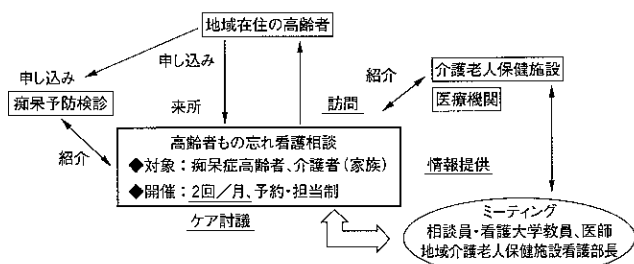 地域在住の高齢者
申し込み
申し込み
痴呆予防検診
来所
訪問
紹介
介護老人保健施設
医療機関
紹介
高齢者もの忘れ看護相談
◆対象：痴呆症高齢者、介護者（家族）
◆開催：2回／月、予約・担当制
情報提供
ケア討議
ミーティング
相談員・看護大学教員、医師
地域介護老人保健施設看護部長